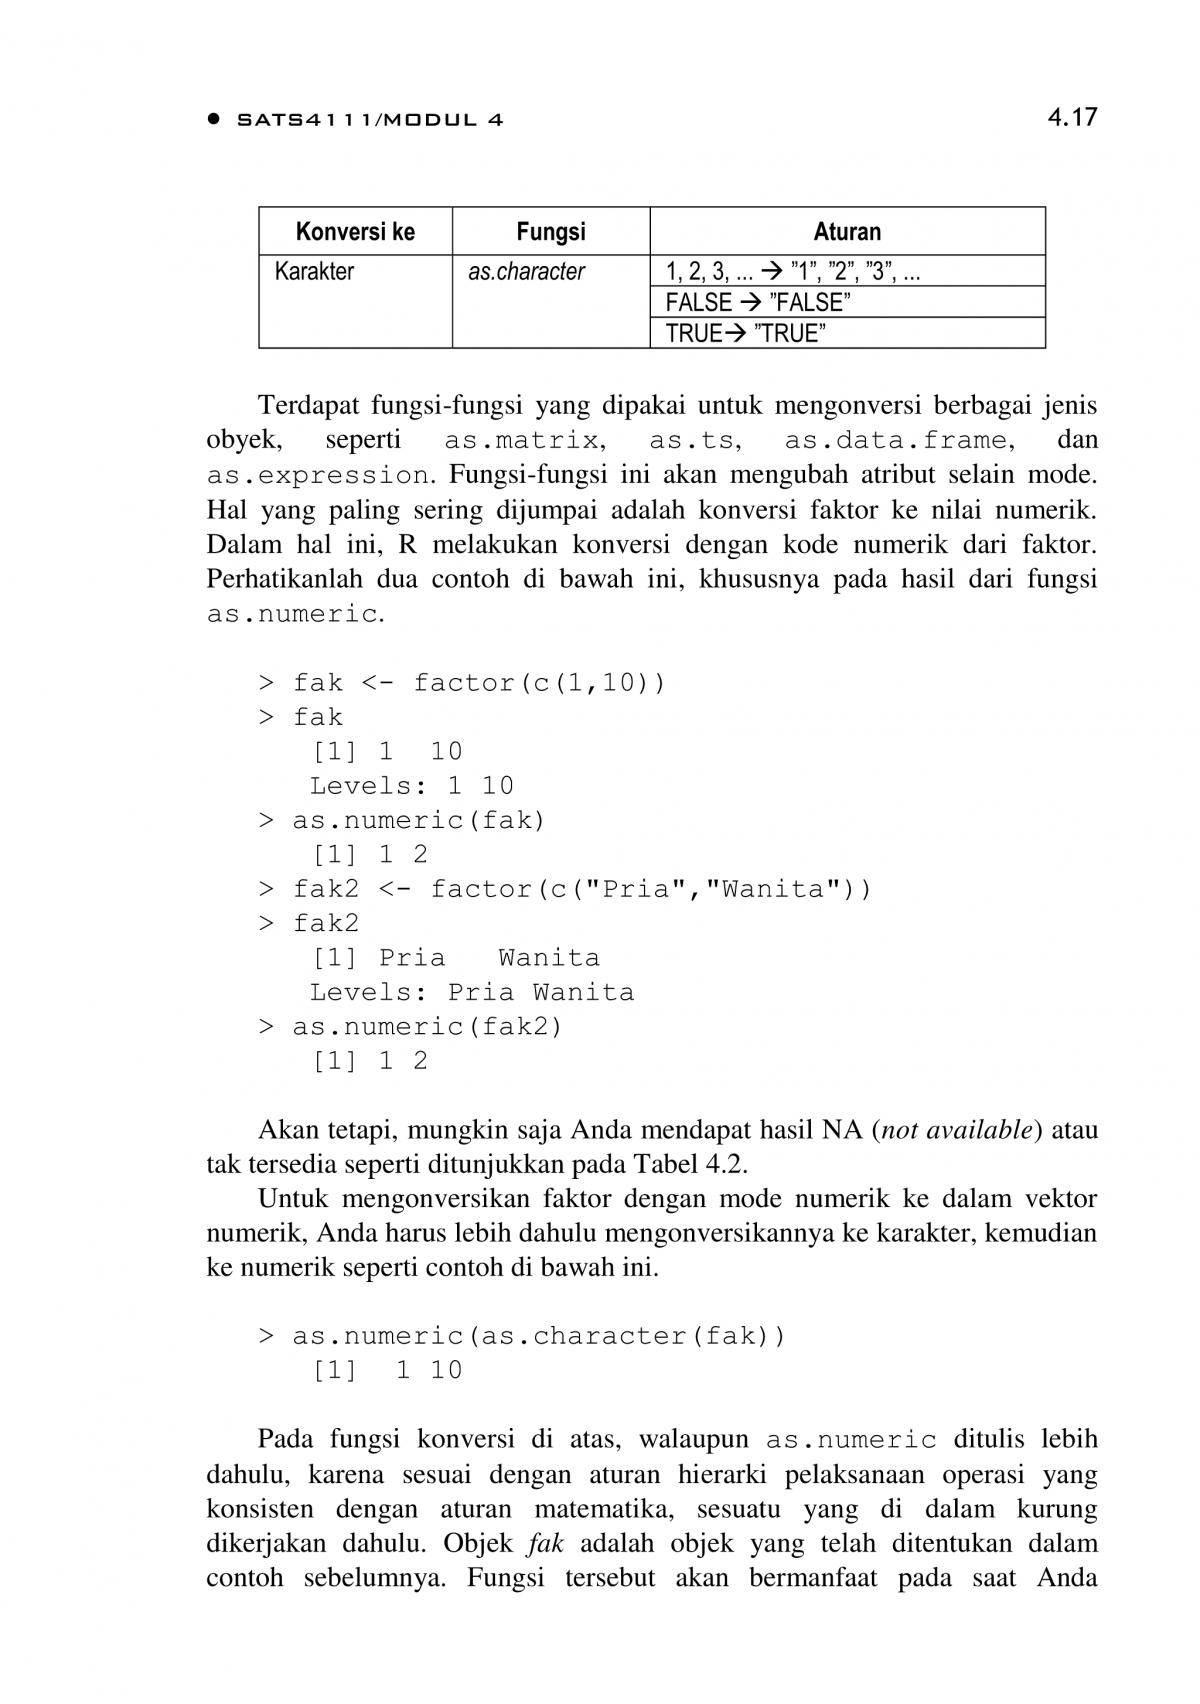 ● SATS4111/MODUL 4 4.17
Konversi ke Fungsi Aturan
Karakter as.character 1, 2, 3, ... → ”1”, ”2”, ”3”, ...
FALSE → ”FALSE”
TRUE→ ”TRUE”
Terdapat fungsi-fungsi yang dipakai untuk mengonversi berbagai jenis
obyek, seperti as.matrix, as.ts, as.data.frame, dan
as.expression. Fungsi-fungsi ini akan mengubah atribut selain mode.
Hal yang paling sering dijumpai adalah konversi faktor ke nilai numerik.
Dalam hal ini, R melakukan konversi dengan kode numerik dari faktor.
Perhatikanlah dua contoh di bawah ini, khususnya pada hasil dari fungsi
as.numeric.
> fak <- factor(c(1,10))
> fak
[1] 1  10
Levels: 1 10
> as.numeric(fak)
[1] 1 2
> fak2 <- factor(c("Pria","Wanita"))
> fak2
[1] Pria   Wanita
Levels: Pria Wanita
> as.numeric(fak2)
[1] 1 2
Akan tetapi, mungkin saja Anda mendapat hasil NA (not available) atau
tak tersedia seperti ditunjukkan pada Tabel 4.2.
Untuk mengonversikan faktor dengan mode numerik ke dalam vektor
numerik, Anda harus lebih dahulu mengonversikannya ke karakter, kemudian
ke numerik seperti contoh di bawah ini.
> as.numeric(as.character(fak))
[1]  1 10
Pada fungsi konversi di atas, walaupun as.numeric ditulis lebih
dahulu, karena sesuai dengan aturan hierarki pelaksanaan operasi yang
konsisten dengan aturan matematika, sesuatu yang di dalam kurung
dikerjakan dahulu. Objek fak adalah objek yang telah ditentukan dalam
contoh sebelumnya. Fungsi tersebut akan bermanfaat pada saat Anda